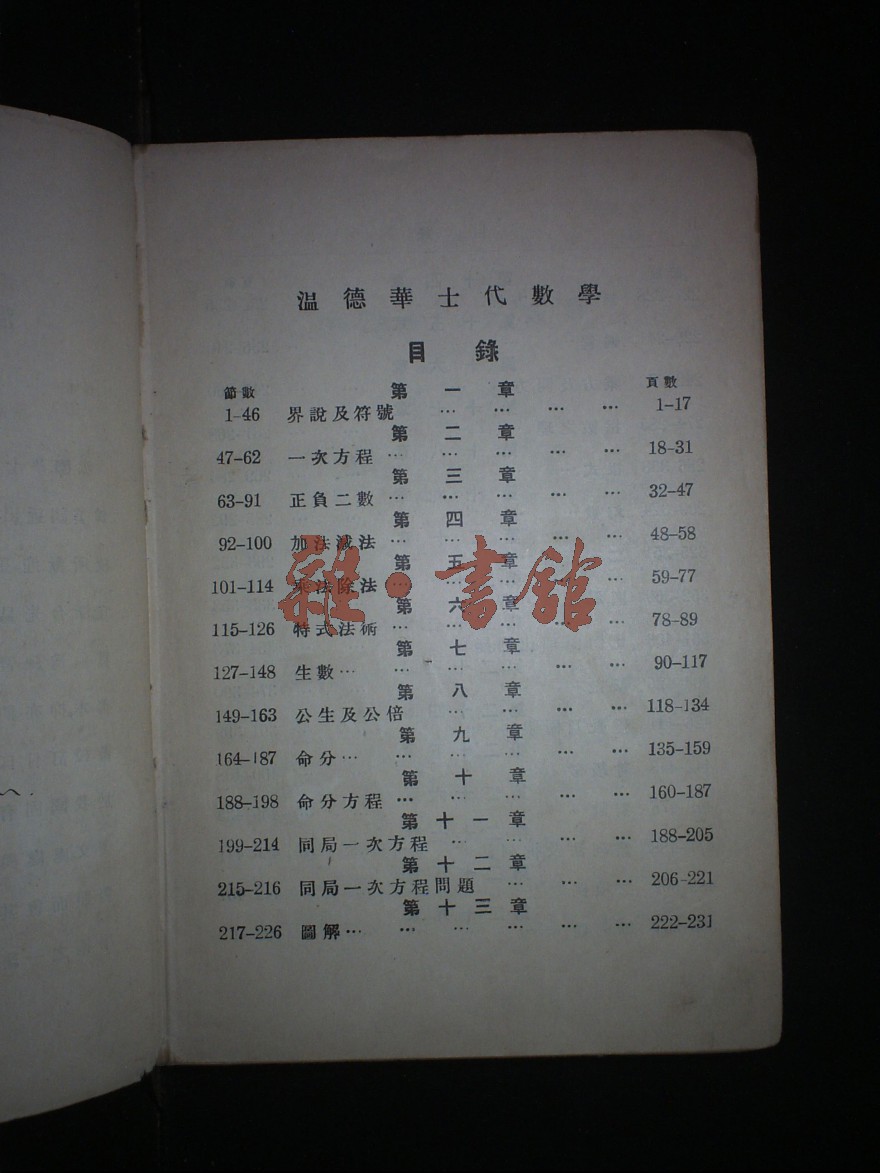 温德華士代數學
目錄
節數 第一章 頁數
1-46 界說及符號 … … … … 1-17
第二章
47-62 一次方程 … … … … 18-31
第三章
63-91 正負二數 … … … … … 32-47
第四章
92-100 加法減法 … … … … … 48-58
第五章
101-114 乘法除法 … … … 59-77
第六章
115-126 特式法術 … … … … 78-89
第七章
127-148 生數 … … … … … 90-117
第八章
149-163 公生及公倍 … … … … 118-134
第九章
164-187 命分 … … … … … 135-159
第十章
188-198 命分方程 … … … … … 160-187
第十一章
199-214 同局一次方程 … … … … 188-205
第十二章
215-216 同局一次方程問題 … … … 206-221
第十三章
217-226 圖解 … … … … … … 222-231
雜·書館